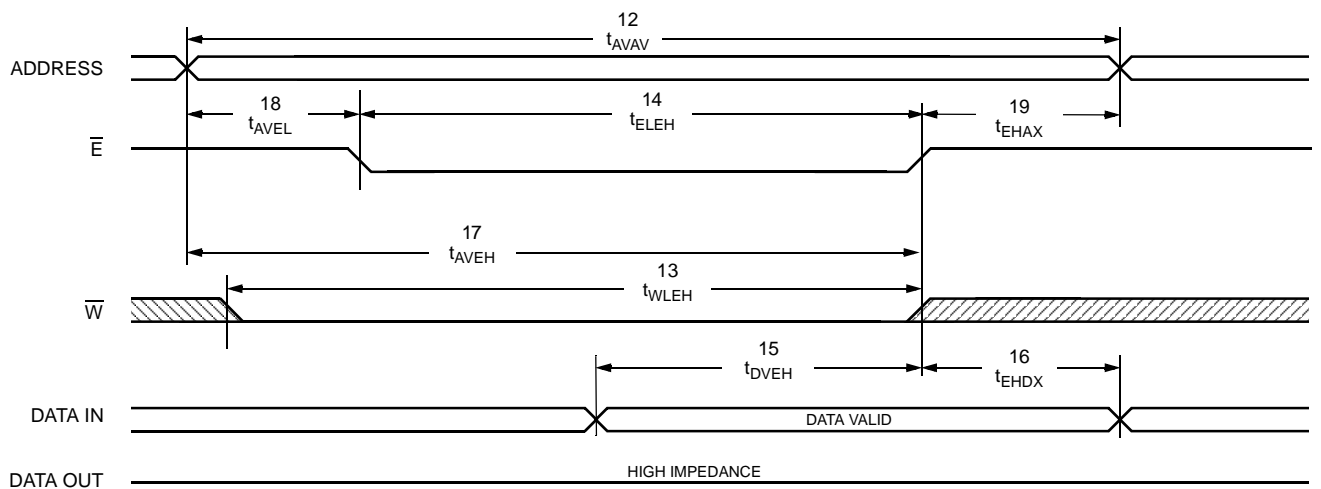 12
tAVAV
ADDRESS
18
tAVEL
14
tELEH
19
tEHAX
E̅
17
tAVEH
13
tWLEH
W̅
15
tDVEH
16
tEHDX
DATA IN
DATA VALID
DATA OUT
HIGH IMPEDANCE